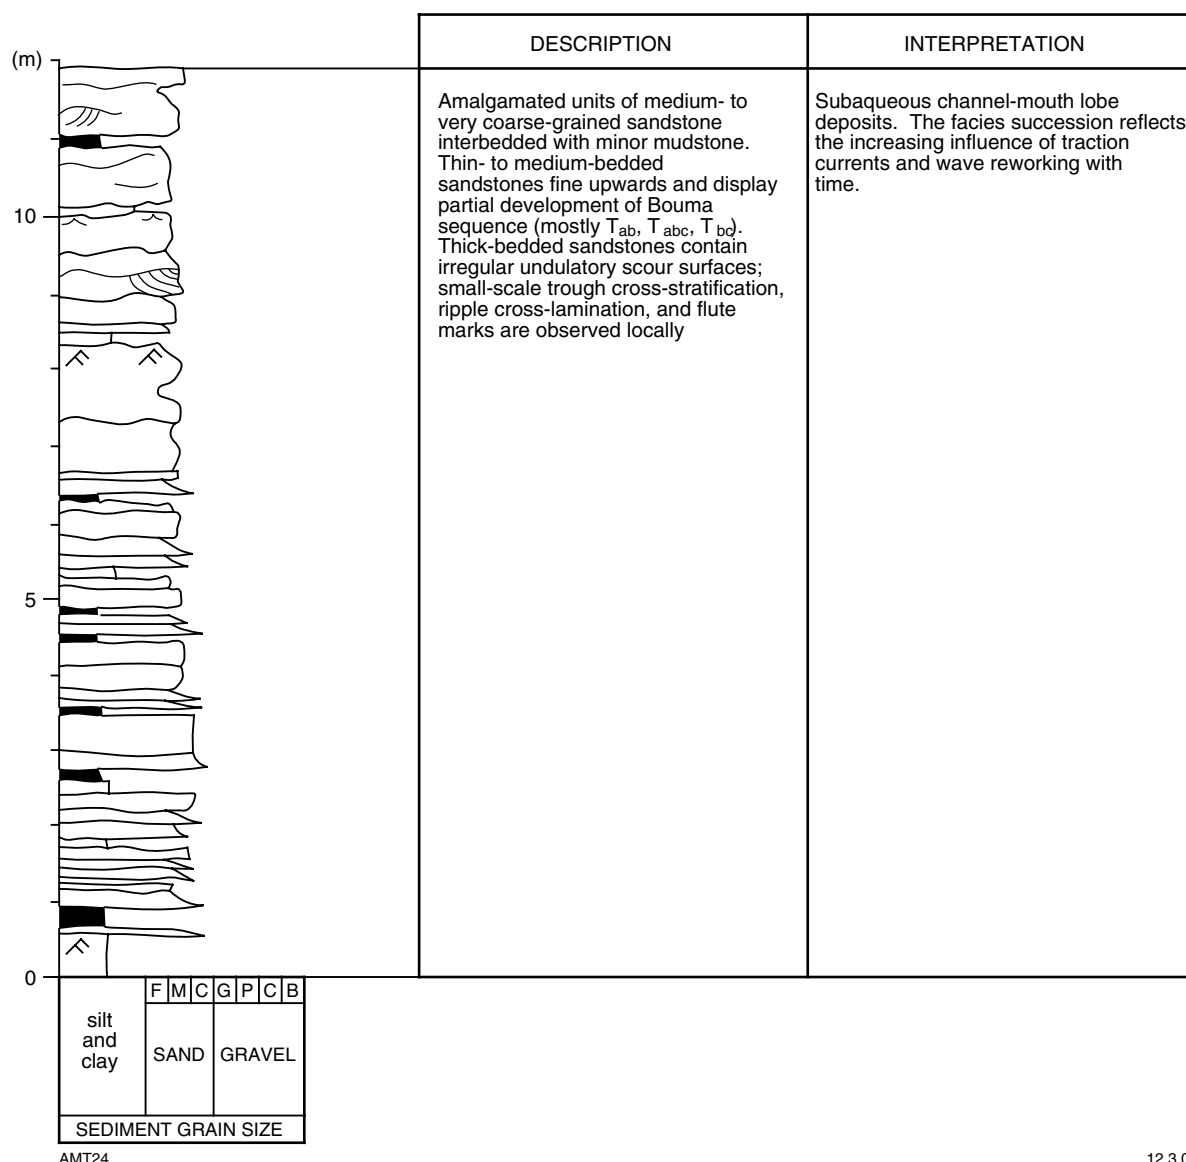 DESCRIPTION
INTERPRETATION
(m)
Amalgamated units of medium- to
very coarse-grained sandstone
interbedded with minor mudstone.
Thin- to medium-bedded
sandstones fine upwards and display
partial development of Bouma
sequence (mostly Tab, Tabc, Tbc).
Thick-bedded sandstones contain
irregular undulatory scour surfaces;
small-scale trough cross-stratification,
ripple cross-lamination, and flute
marks are observed locally
Subaqueous channel-mouth lobe
deposits. The facies succession reflects
the increasing influence of traction
currents and wave reworking with
time.
10
5
0
F M C G P C B
silt
and
clay
SAND GRAVEL
SEDIMENT GRAIN SIZE
AMT24
12.3.0